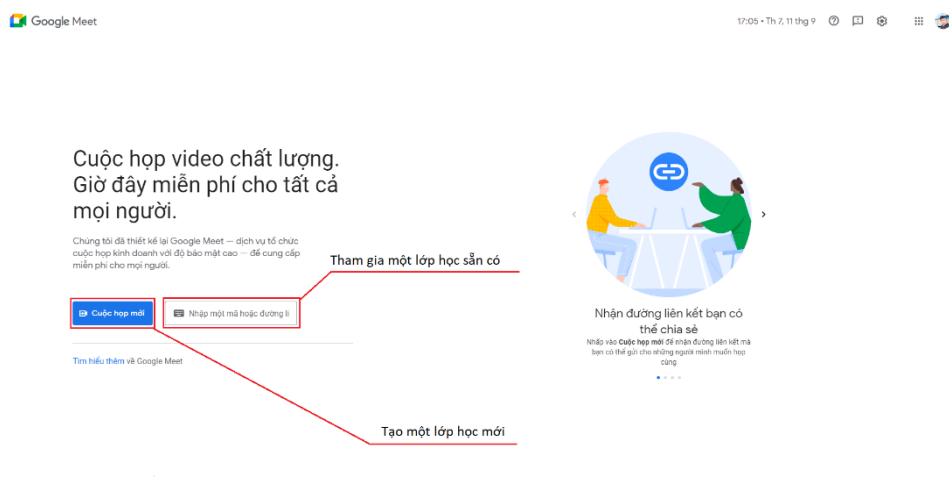 Google Meet
17:05 • Th 7, 11 thg 9
Cuộc họp video chất lượng.
Giờ đây miễn phí cho tất cả
mọi người.
Chúng tôi đã thiết kế lại Google Meet — dịch vụ tổ chức
cuộc họp kinh doanh với độ bảo mật cao — để cung cấp
miễn phí cho mọi người.
Tham gia một lớp học sẵn có
Cuộc họp mới
Nhập một mã hoặc đường li
Tìm hiểu thêm về Google Meet
Nhận đường liên kết bạn có
thể chia sẻ
Nhấp vào Cuộc họp mới để nhận đường liên kết mà
bạn có thể gửi cho những người mình muốn họp
cùng
Tạo một lớp học mới